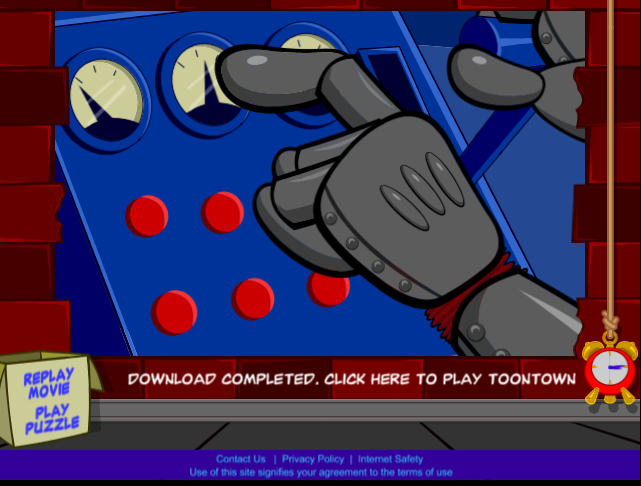 DOWNLOAD COMPLETED. CLICK HERE TO PLAY TOONTOWN
REPLAY
MOVIE
PLAY
PUZZLE
Contact Us | Privacy Policy | Internet Safety
Use of this site signifies your agreement to the terms of use